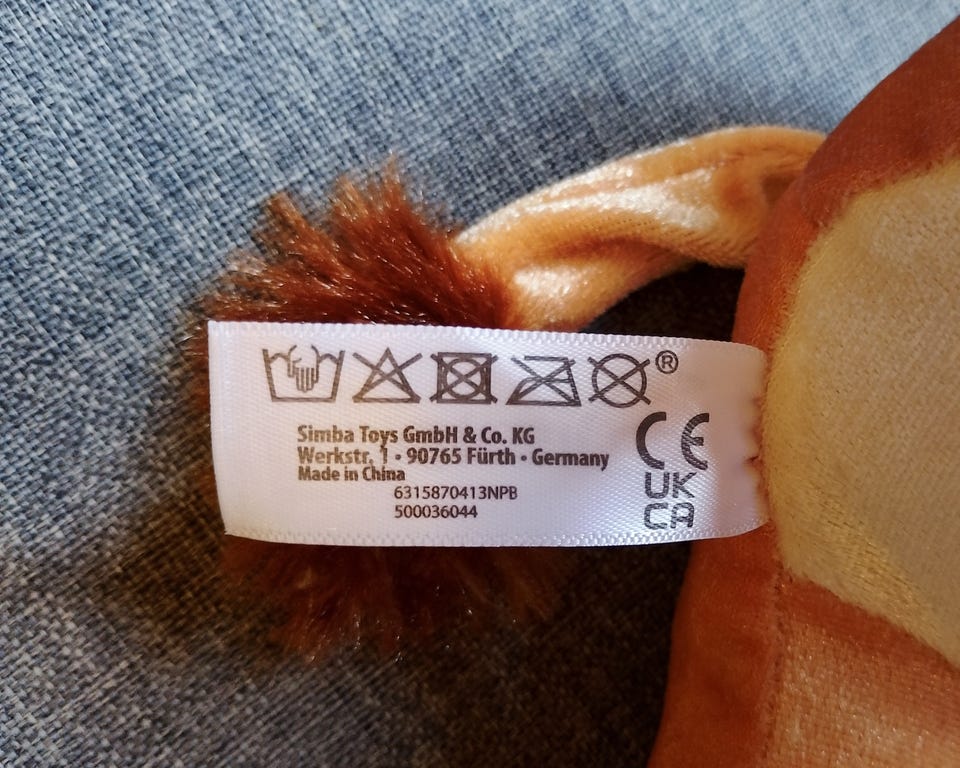 ®
Simba Toys GmbH & Co. KG
Werkstr. 1 · 90765 Fürth · Germany
Made in China
6315870413NPB
500036044
CE
UK
CA